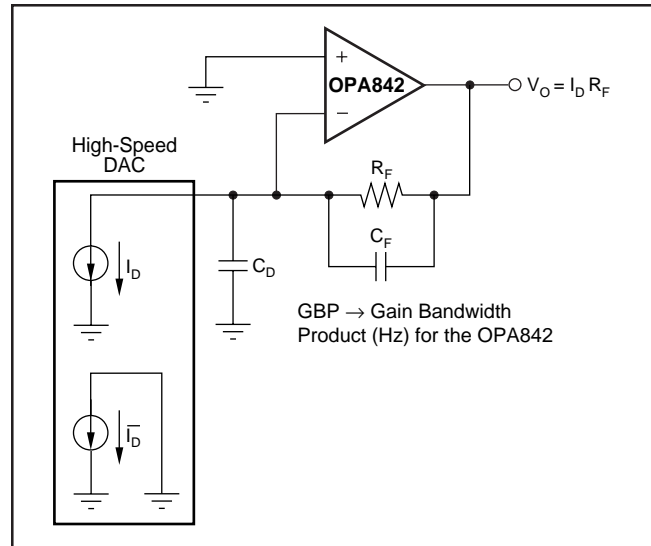 +
OPA842
−
V_O = I_D R_F
High-Speed
DAC
R_F
C_F
I_D
C_D
GBP → Gain Bandwidth
Product (Hz) for the OPA842
I̅_D